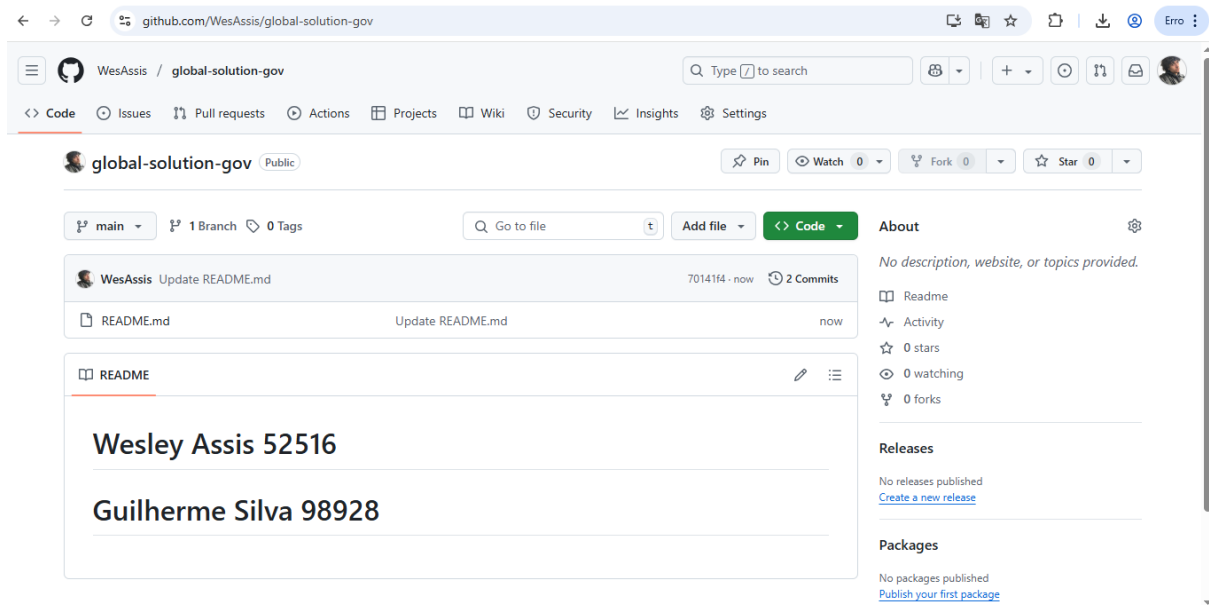 github.com/WesAssis/global-solution-gov
Erro
WesAssis / global-solution-gov
Type / to search
Code Issues Pull requests Actions Projects Wiki Security Insights Settings
global-solution-gov Public
Pin Watch 0 Fork 0 Star 0
main 1 Branch 0 Tags
Go to file t
Add file
Code
WesAssis Update README.md 70141f4 · now 2 Commits
README.md Update README.md now
README
Wesley Assis 52516
Guilherme Silva 98928
About
No description, website, or topics provided.
Readme
Activity
0 stars
0 watching
0 forks
Releases
No releases published
Create a new release
Packages
No packages published
Publish your first package